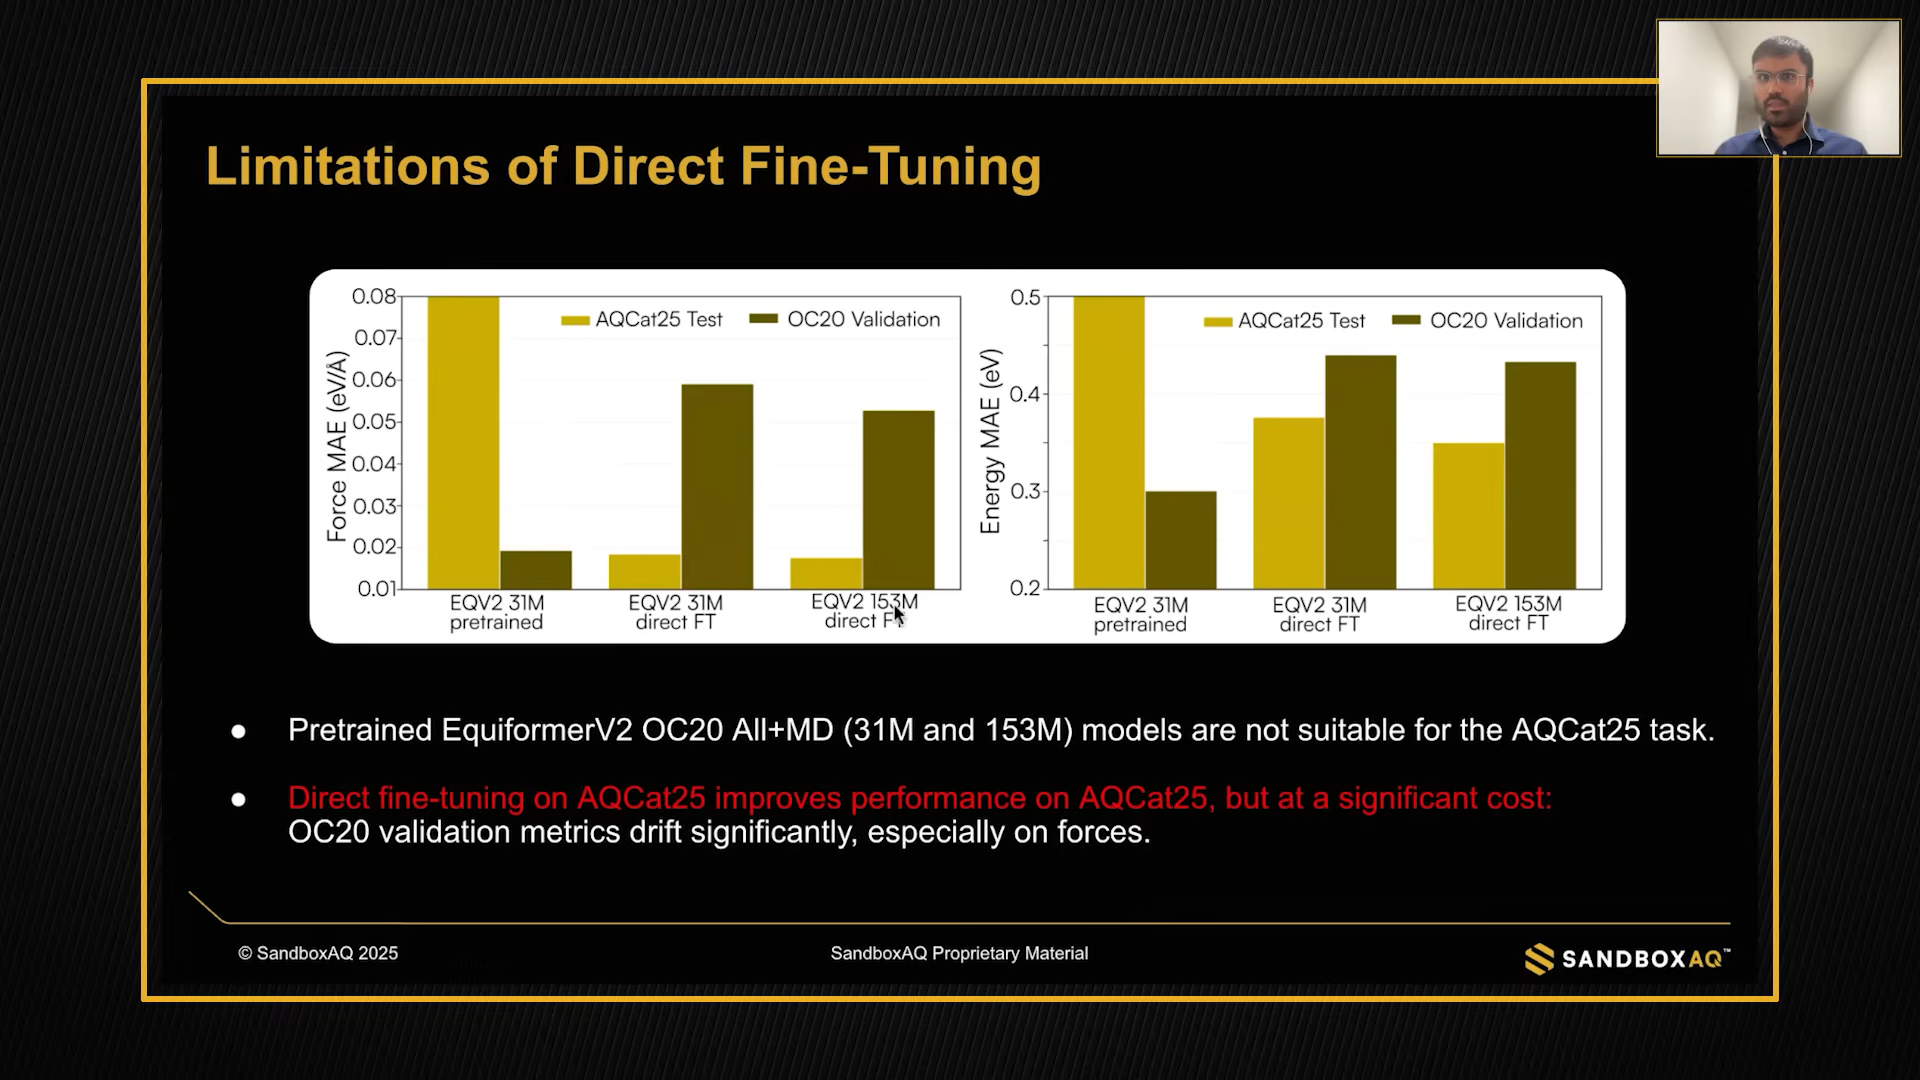 Limitations of Direct Fine-Tuning
Force MAE (eV/Å)
0.08
0.07
0.06
0.05
0.04
0.03
0.02
0.01
AQCat25 Test
OC20 Validation
EQV2 31M
pretrained
EQV2 31M
direct FT
EQV2 153M
direct FT
Energy MAE (eV)
0.5
0.4
0.3
0.2
AQCat25 Test
OC20 Validation
EQV2 31M
pretrained
EQV2 31M
direct FT
EQV2 153M
direct FT
● Pretrained EquiformerV2 OC20 All+MD (31M and 153M) models are not suitable for the AQCat25 task.
● Direct fine-tuning on AQCat25 improves performance on AQCat25, but at a significant cost:
OC20 validation metrics drift significantly, especially on forces.
© SandboxAQ 2025
SandboxAQ Proprietary Material
SANDBOXAQ™